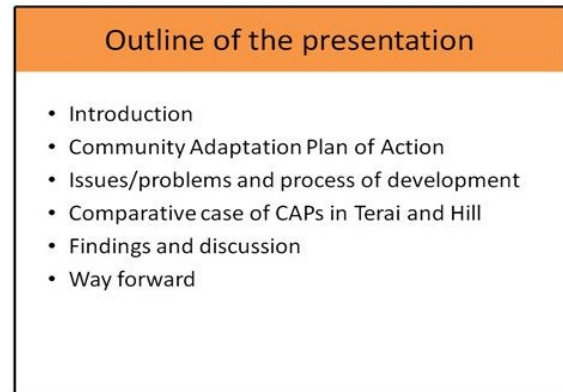 Outline of the presentation
• Introduction
• Community Adaptation Plan of Action
• Issues/problems and process of development
• Comparative case of CAPs in Terai and Hill
• Findings and discussion
• Way forward